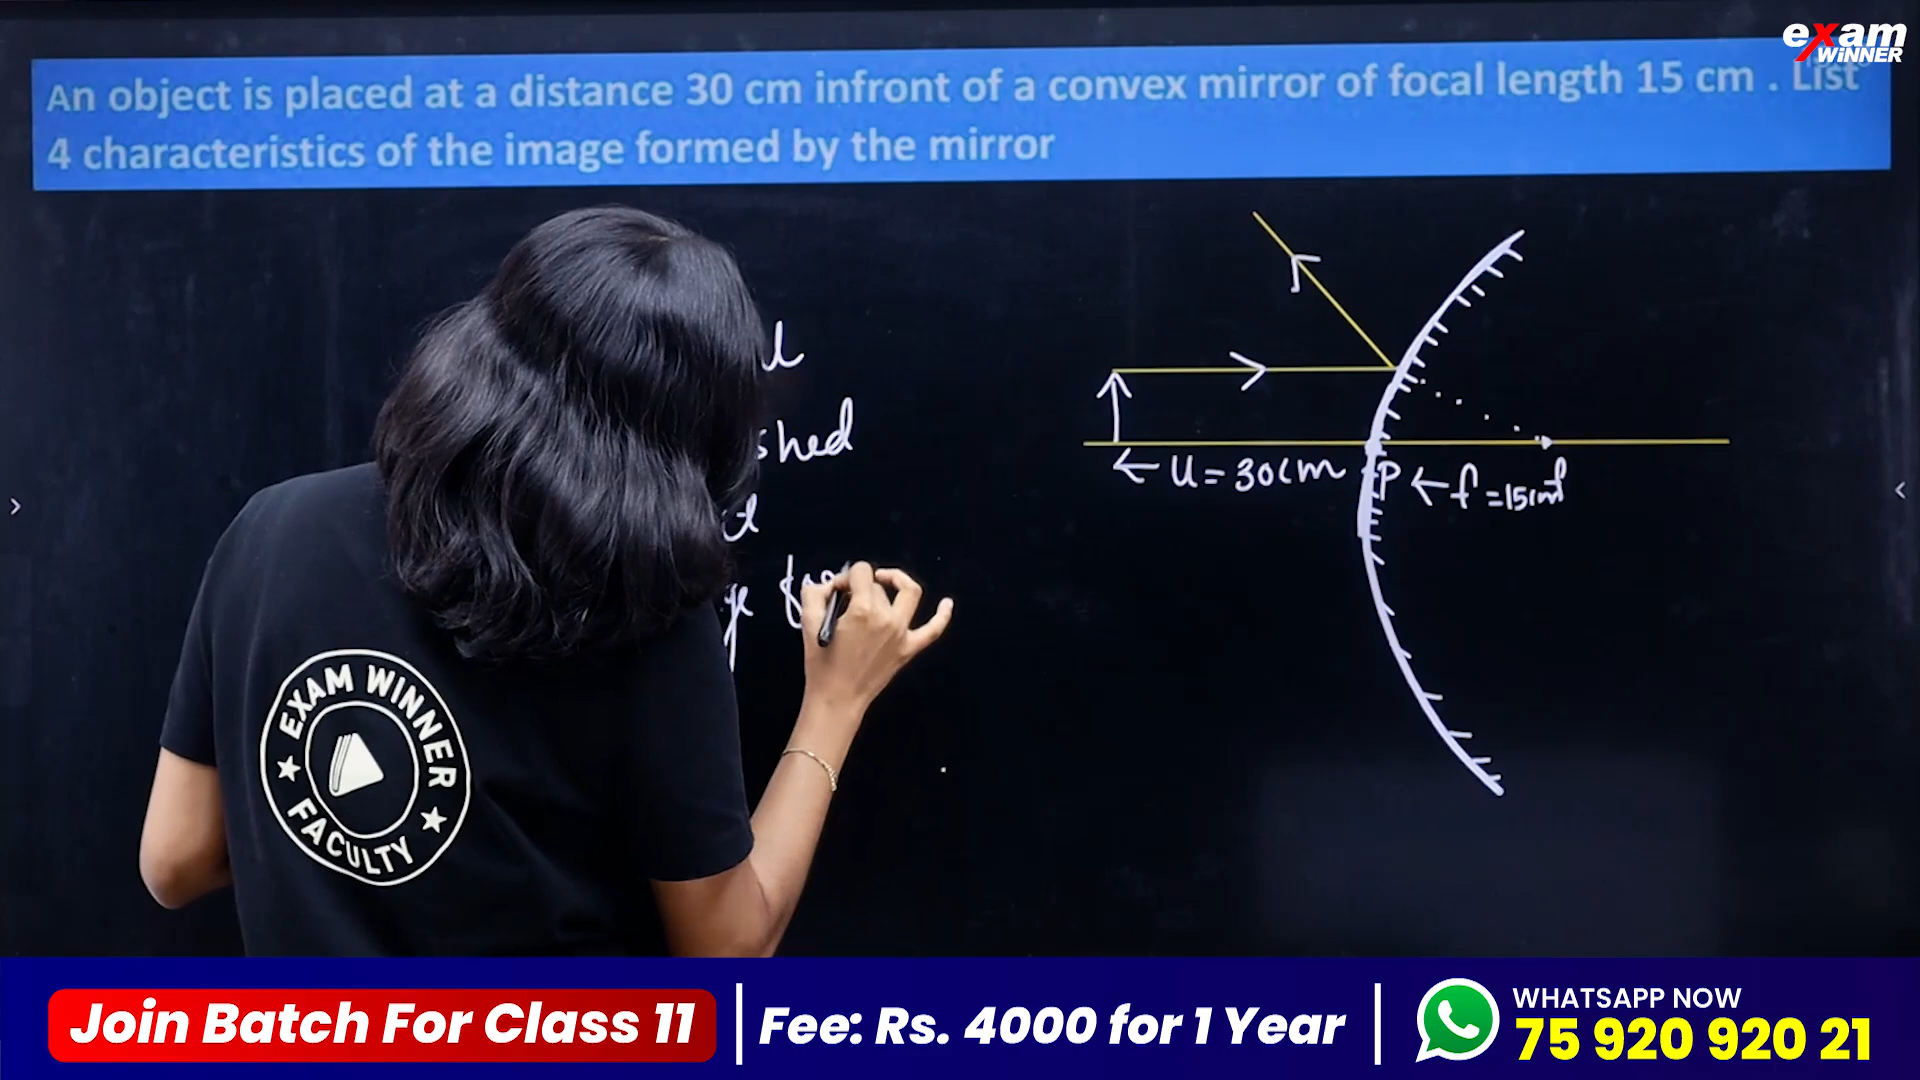 exam
WiNNER
An object is placed at a distance 30 cm infront of a convex mirror of focal length 15 cm . List
4 characteristics of the image formed by the mirror
shed
← u = 30cm
P
← f = 15cm
EXAM WINNER
FACULTY
Join Batch For Class 11
Fee: Rs. 4000 for 1 Year
WHATSAPP NOW
75 920 920 21